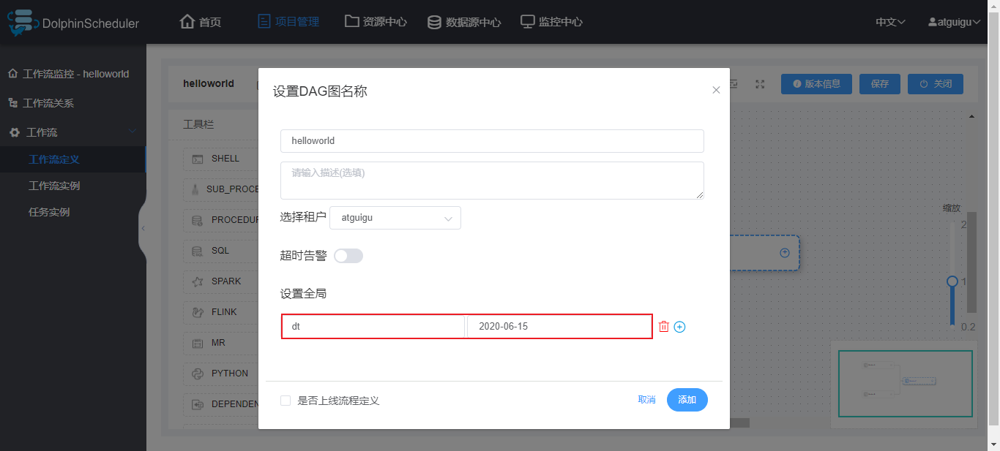 DolphinScheduler 首页 项目管理 资源中心 数据源中心 监控中心 中文 atguigu
工作流监控 - helloworld
工作流关系
工作流
工作流定义
工作流实例
任务实例
helloworld
版本信息 保存 关闭
工具栏
SHELL
SUB_PROCE
PROCEDUR
SQL
SPARK
FLINK
MR
PYTHON
DEPENDEN
设置DAG图名称
helloworld
请输入描述(选填)
选择租户 atguigu
超时告警
设置全局
dt 2020-06-15
是否上线流程定义 取消 添加
缩放
2
1
0.2